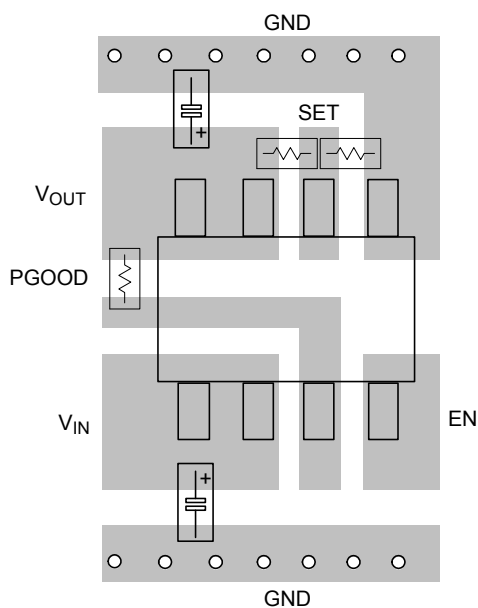 GND
+
SET
VOUT
PGOOD
VIN
EN
+
GND